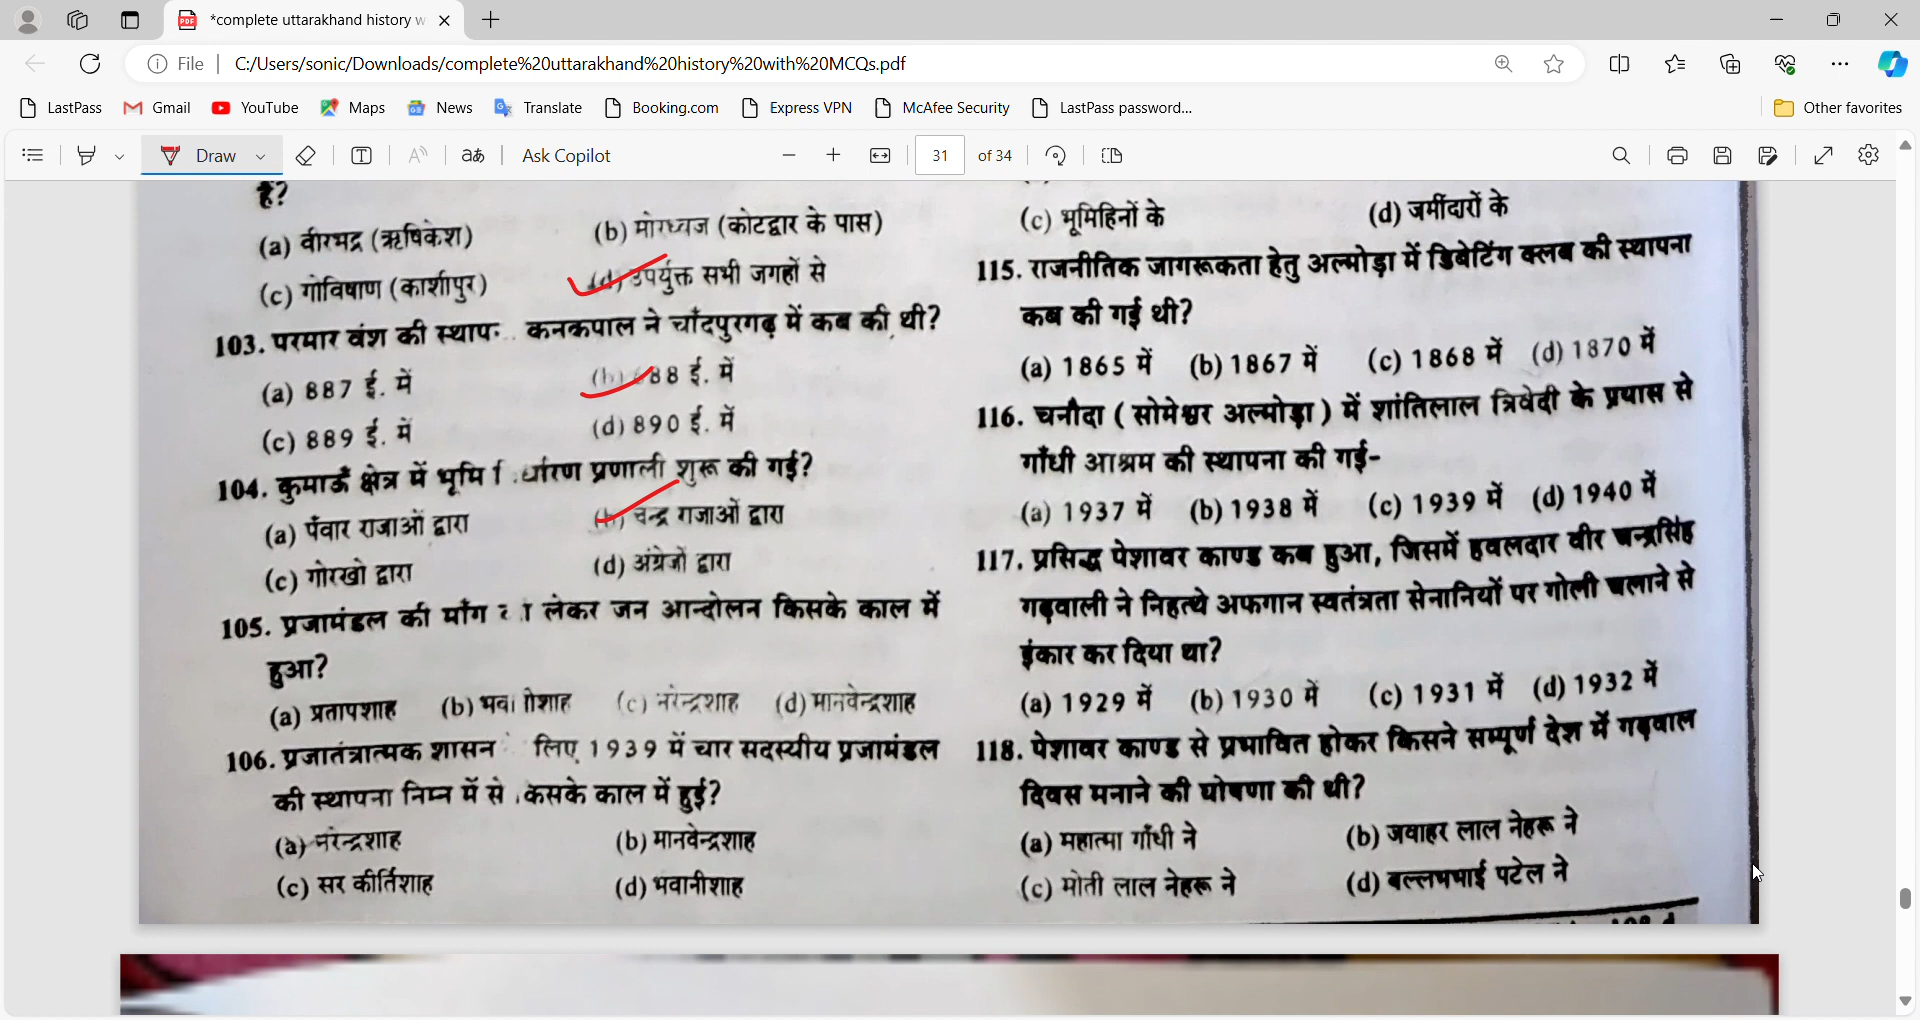 *complete uttarakhand history w
File
C:/Users/sonic/Downloads/complete%20uttarakhand%20history%20with%20MCQs.pdf
LastPass
Gmail
YouTube
Maps
News
Translate
Booking.com
Express VPN
McAfee Security
LastPass password...
Other favorites
Draw
Ask Copilot
31 of 34
हैं?
(a) वीरभद्र (ऋषिकेश) (b) मोरध्वज (कोटद्वार के पास)
(c) गोविषाण (काशीपुर) (d) उपर्युक्त सभी जगहों से
103. परमार वंश की कनकपाल ने चाँदपुरगढ़ में कब की थी?
(a) 887 ई. में (b) 888 ई. में
(c) 889 ई. में (d) 890 ई. में
104. कुमाऊँ क्षेत्र में भूमि प्रणाली शुरू की गई?
(a) पँवार राजाओं द्वारा (b) चन्द्र राजाओं द्वारा
(c) गोरखो द्वारा (d) अंग्रेजों द्वारा
105. प्रजामंडल की माँग लेकर जन आन्दोलन किसके काल में
हुआ?
(a) प्रतापशाह (b) (c) नरेन्द्रशाह (d) मानवेन्द्रशाह
106. प्रजातंत्रात्मक शासन लिए 1939 में चार सदस्यीय प्रजामंडल
की स्थापना निम्न में से काल में हुई?
(a) नरेन्द्रशाह (b) मानवेन्द्रशाह
(c) सर कीर्तिशाह (d) भवानीशाह
(c) भूमिहिनों के (d) जमींदारों के
115. राजनीतिक जागरूकता हेतु अल्मोड़ा में डिबेटिंग क्लब की स्थापना
कब की गई थी?
(a) 1865 में (b) 1867 में (c) 1868 में (d) 1870 में
116. चनौदा ( सोमेश्वर अल्मोड़ा ) में शांतिलाल त्रिवेदी के प्रयास से
गाँधी आश्रम की स्थापना की गई-
(a) 1937 में (b) 1938 में (c) 1939 में (d) 1940 में
117. प्रसिद्ध पेशावर काण्ड कब हुआ, जिसमें हवलदार वीर चन्द्रसिंह
गढ़वाली ने निहत्थे अफगान स्वतंत्रता सेनानियों पर गोली चलाने से
इंकार कर दिया था?
(a) 1929 में (b) 1930 में (c) 1931 में (d) 1932 में
118. पेशावर काण्ड से प्रभावित होकर किसने सम्पूर्ण देश में गढ़वाल
दिवस मनाने की घोषणा की थी?
(a) महात्मा गाँधी ने (b) जवाहर लाल नेहरू ने
(c) मोती लाल नेहरू ने (d) बल्लभभाई पटेल ने